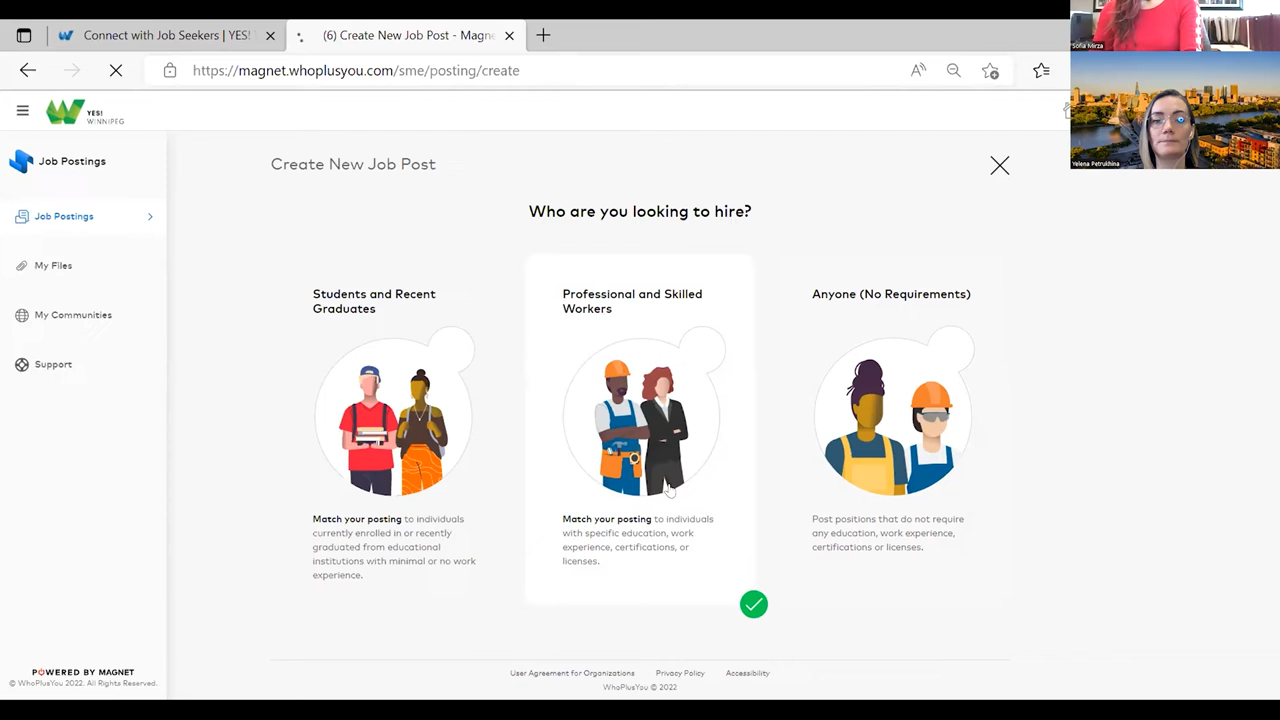 Connect with Job Seekers | YES!
(6) Create New Job Post - Magne
https://magnet.whoplusyou.com/sme/posting/create
Sofia Mirza
YES!
WINNIPEG
Yelena Petrukhina
Job Postings
Create New Job Post
Who are you looking to hire?
Job Postings
My Files
My Communities
Support
Students and Recent
Graduates
Match your posting to individuals
currently enrolled in or recently
graduated from educational
institutions with minimal or no work
experience.
Professional and Skilled
Workers
Match your posting to individuals
with specific education, work
experience, certifications, or
licenses.
Anyone (No Requirements)
Post positions that do not require
any education, work experience,
certifications or licenses.
POWERED BY MAGNET
© WhoPlusYou 2022. All Rights Reserved.
User Agreement for Organizations Privacy Policy Accessibility
WhoPlusYou © 2022